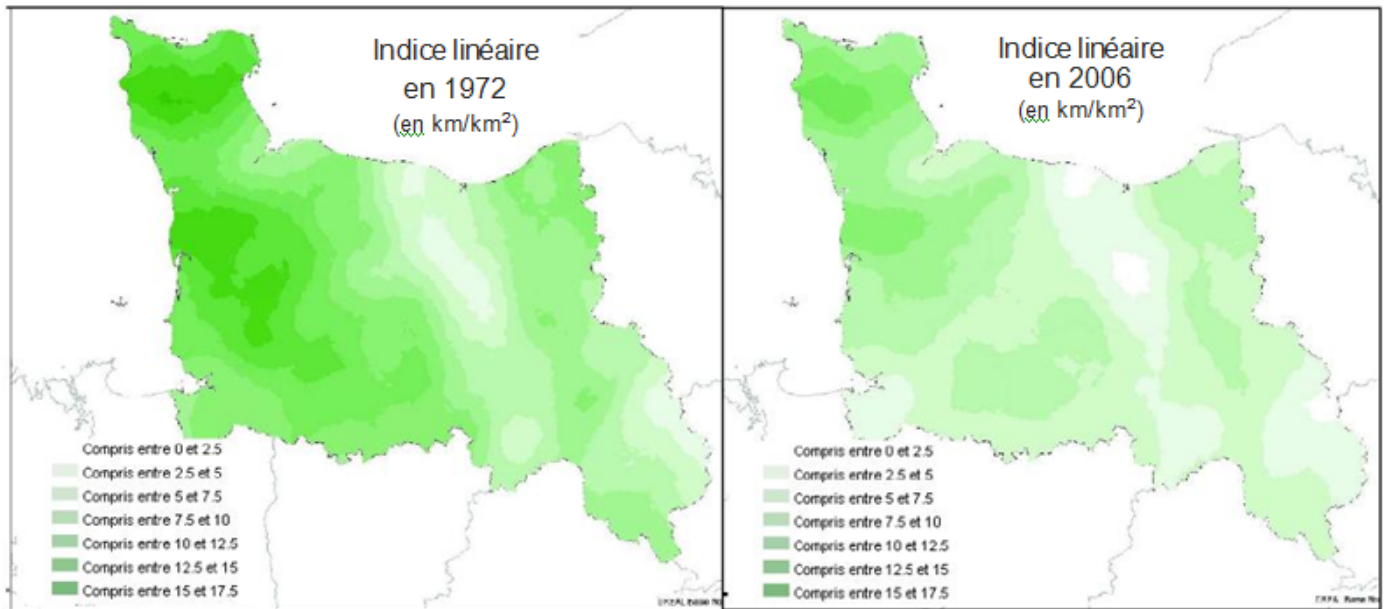 Indice linéaire
en 1972
(en km/km²)
Compris entre 0 et 2.5
Compris entre 2.5 et 5
Compris entre 5 et 7.5
Compris entre 7.5 et 10
Compris entre 10 et 12.5
Compris entre 12.5 et 15
Compris entre 15 et 17.5
Indice linéaire
en 2006
(en km/km²)
Compris entre 0 et 2.5
Compris entre 2.5 et 5
Compris entre 5 et 7.5
Compris entre 7.5 et 10
Compris entre 10 et 12.5
Compris entre 12.5 et 15
Compris entre 15 et 17.5